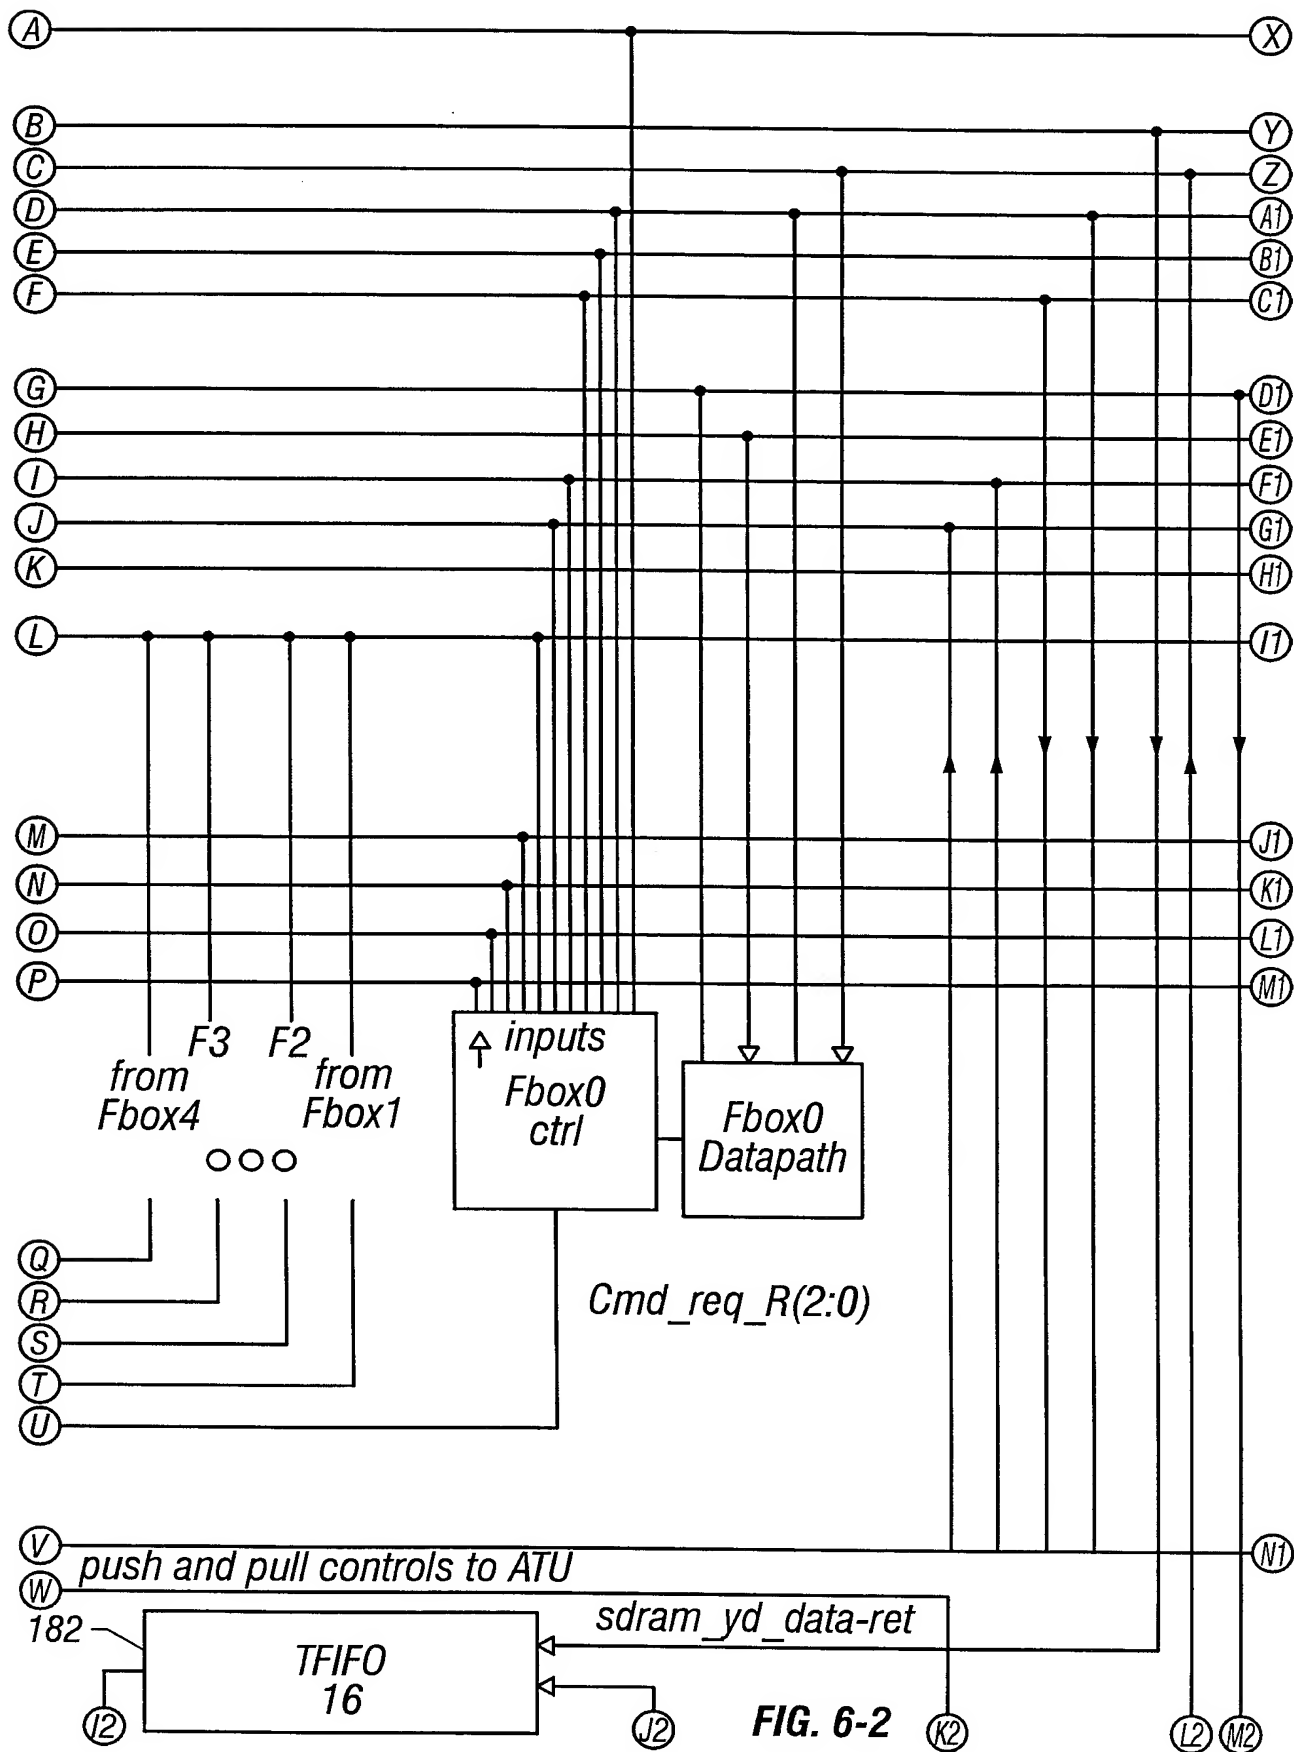 A X
B Y
C Z
D A1
E B1
F C1
G D1
H E1
I F1
J G1
K H1
L I1
M J1
N K1
O L1
P M1
F3 F2
from Fbox4
from Fbox1
inputs
Fbox0
ctrl
Fbox0
Datapath
Q
R
S
T
U
Cmd_req_R(2:0)
V N1
push and pull controls to ATU
W
182
sdram_yd_data-ret
TFIFO
16
I2 J2 FIG. 6-2 K2 L2 M2